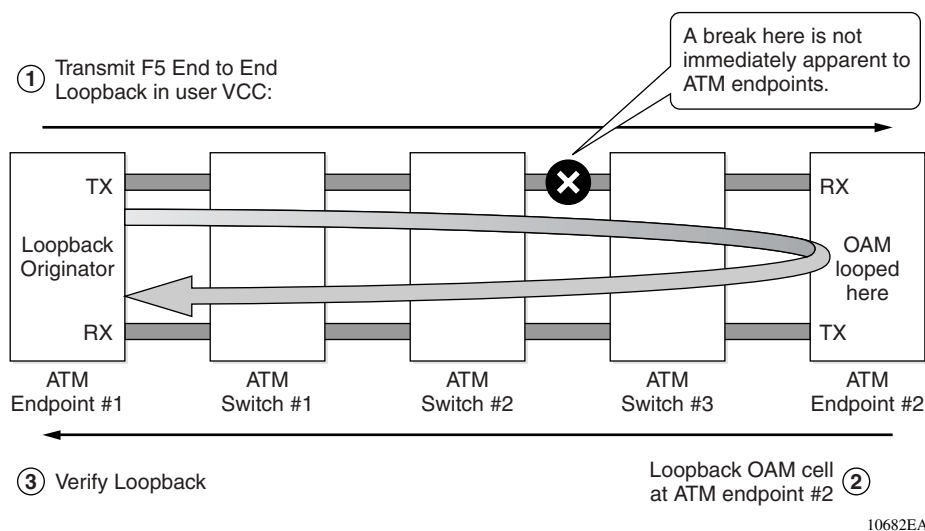 A break here is not
immediately apparent to
ATM endpoints.
1 Transmit F5 End to End
Loopback in user VCC:
TX
RX
Loopback
Originator
OAM
looped
here
RX
TX
ATM
Endpoint #1
ATM
Switch #1
ATM
Switch #2
ATM
Switch #3
ATM
Endpoint #2
3 Verify Loopback
Loopback OAM cell
at ATM endpoint #2 2
10682EA